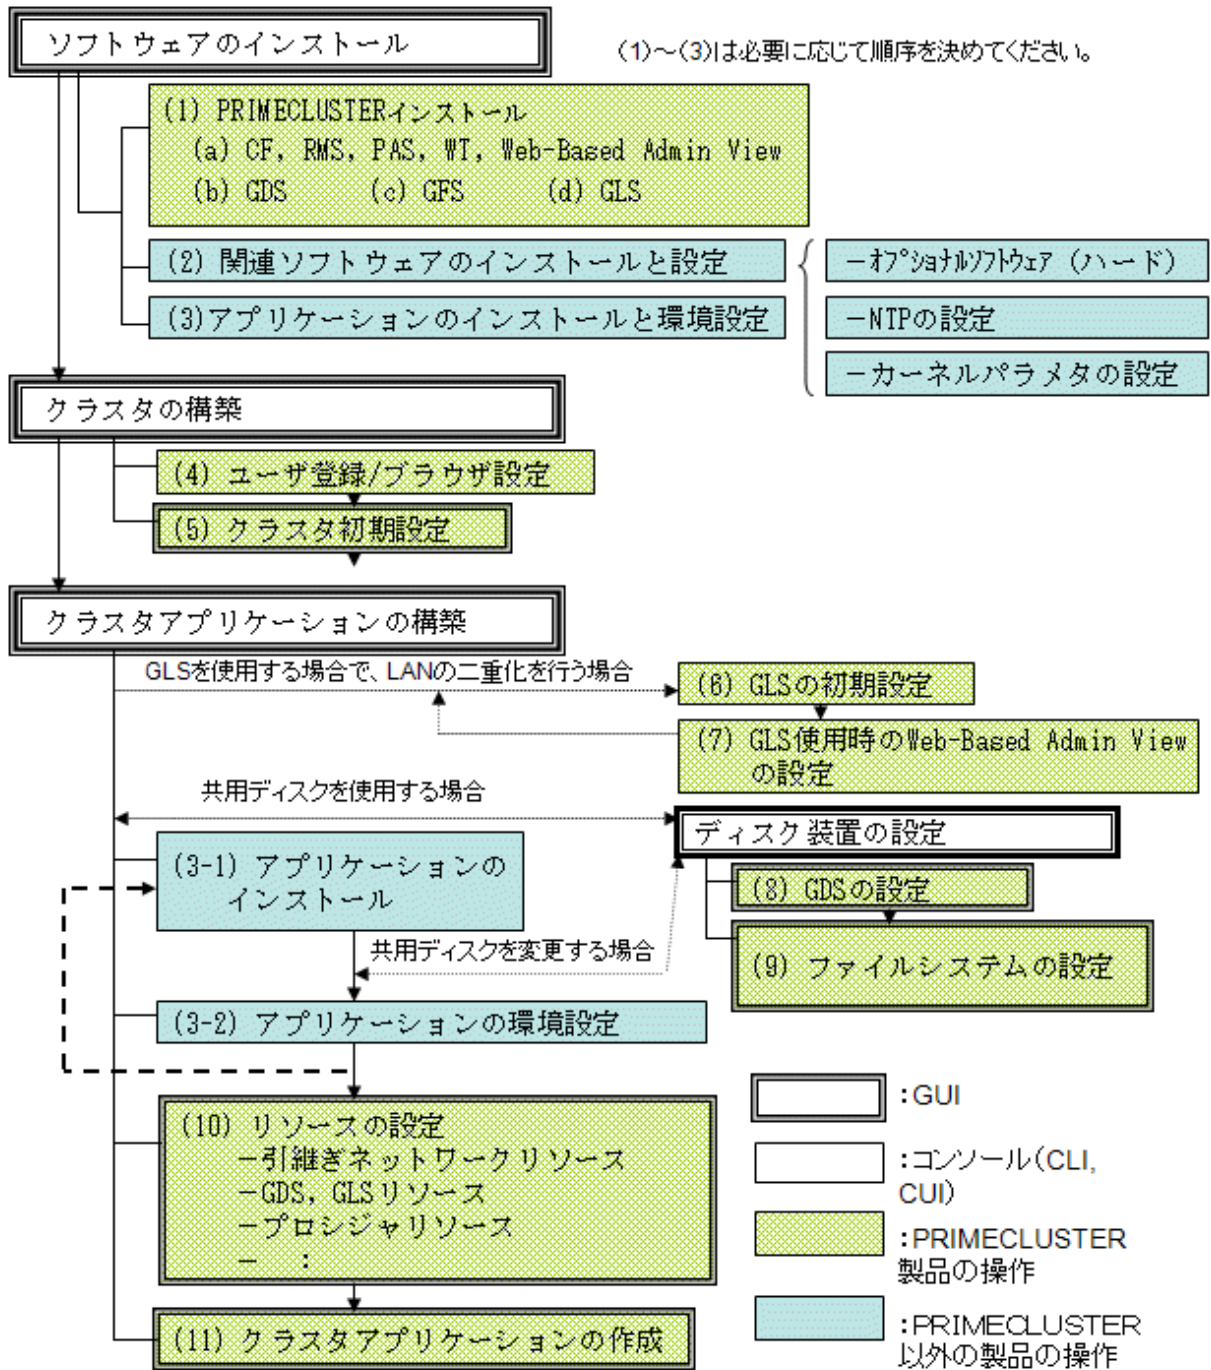 ソフトウェアのインストール
(1)～(3)は必要に応じて順序を決めてください。
(1) PRIMECLUSTERインストール
(a) CF, RMS, PAS, WT, Web-Based Admin View
(b) GDS (c) GFS (d) GLS
(2) 関連ソフトウェアのインストールと設定
(3)アプリケーションのインストールと環境設定
－ｵﾌﾟｼｮﾅﾙｿﾌﾄｳｪｱ（ハード）
－NTPの設定
－カーネルパラメタの設定
クラスタの構築
(4) ユーザ登録/ブラウザ設定
(5) クラスタ初期設定
クラスタアプリケーションの構築
GLSを使用する場合で、LANの二重化を行う場合
(6) GLSの初期設定
(7) GLS使用時のWeb-Based Admin View
の設定
共用ディスクを使用する場合
ディスク装置の設定
(3-1) アプリケーションの
インストール
(8) GDSの設定
共用ディスクを変更する場合
(9) ファイルシステムの設定
(3-2) アプリケーションの環境設定
(10) リソースの設定
－引継ぎネットワークリソース
－GDS, GLSリソース
－プロシジャリソース
－ ：
(11) クラスタアプリケーションの作成
：GUI
：コンソール(CLI,
CUI)
：PRIMECLUSTER
製品の操作
：PRIMECLUSTER
以外の製品の操作